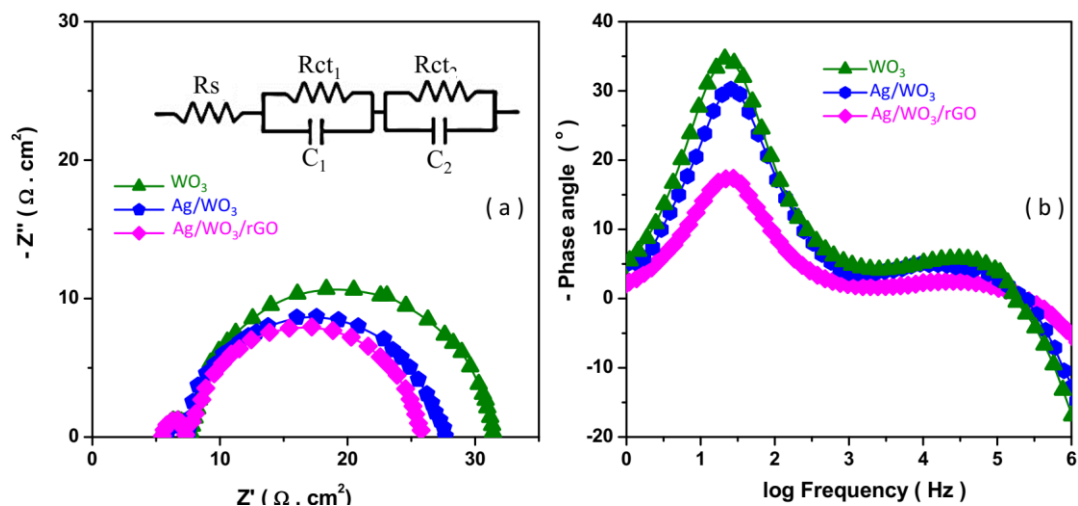 30
20
10
0
0
10
20
30
- Z'' ( Ω . cm²)
Z' ( Ω . cm²)
Rs
Rct₁
Rct₂
C₁
C₂
WO₃
Ag/WO₃
Ag/WO₃/rGO
( a )
40
30
20
10
0
-10
-20
0
1
2
3
4
5
6
- Phase angle ( ° )
log Frequency ( Hz )
WO₃
Ag/WO₃
Ag/WO₃/rGO
( b )